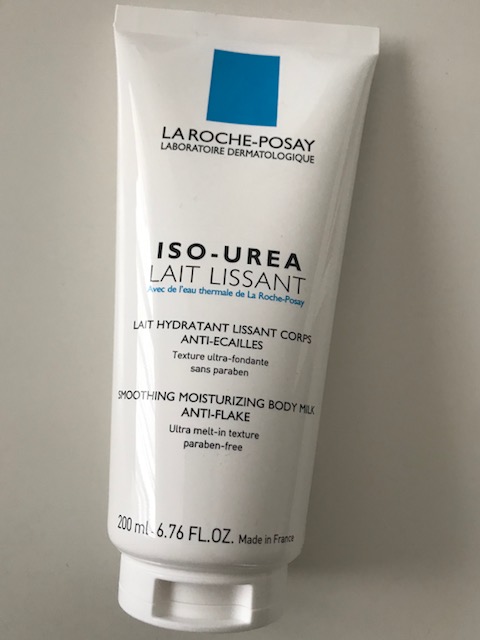 LA ROCHE-POSAY
LABORATOIRE DERMATOLOGIQUE
ISO-UREA
LAIT LISSANT
Avec de l'eau thermale de La Roche-Posay
LAIT HYDRATANT LISSANT CORPS
ANTI-ECAILLES
Texture ultra-fondante
sans paraben
SMOOTHING MOISTURIZING BODY MILK
ANTI-FLAKE
Ultra melt-in texture
paraben-free
200 ml - 6.76 FL.OZ. Made in France